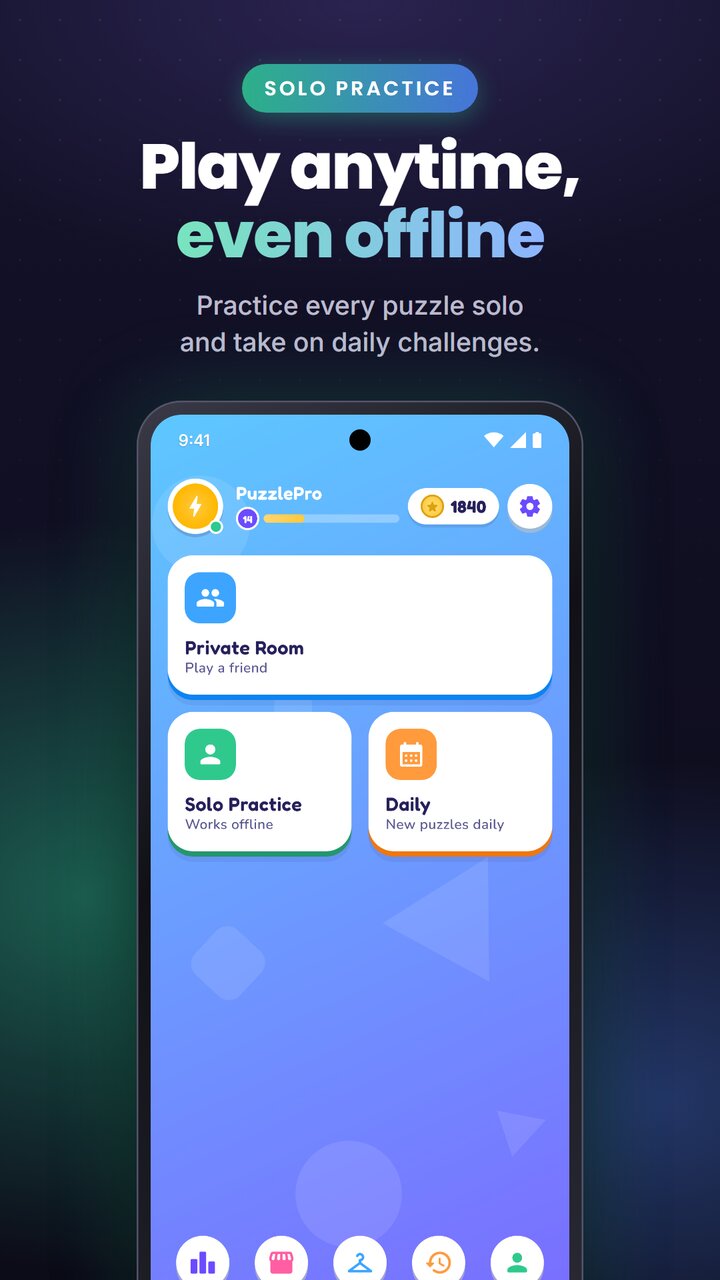 SOLO PRACTICE
Play anytime,
even offline
Practice every puzzle solo
and take on daily challenges.
9:41
PuzzlePro
14
1840
Private Room
Play a friend
Solo Practice
Works offline
Daily
New puzzles daily